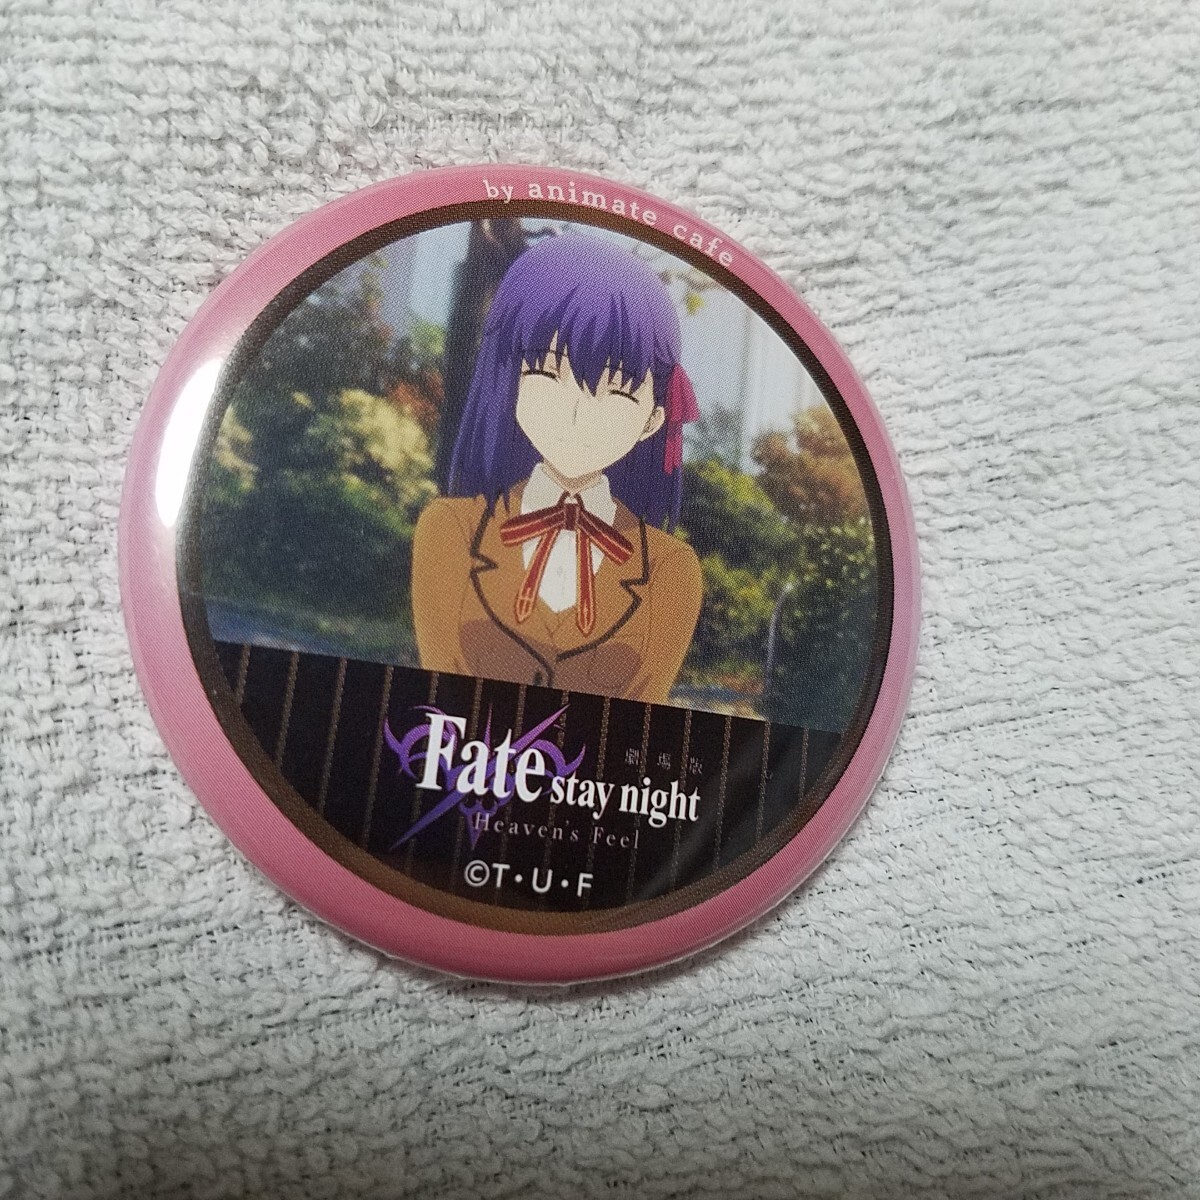 by animate cafe
劇場版
Fate stay night
Heaven's Feel
©T・U・F